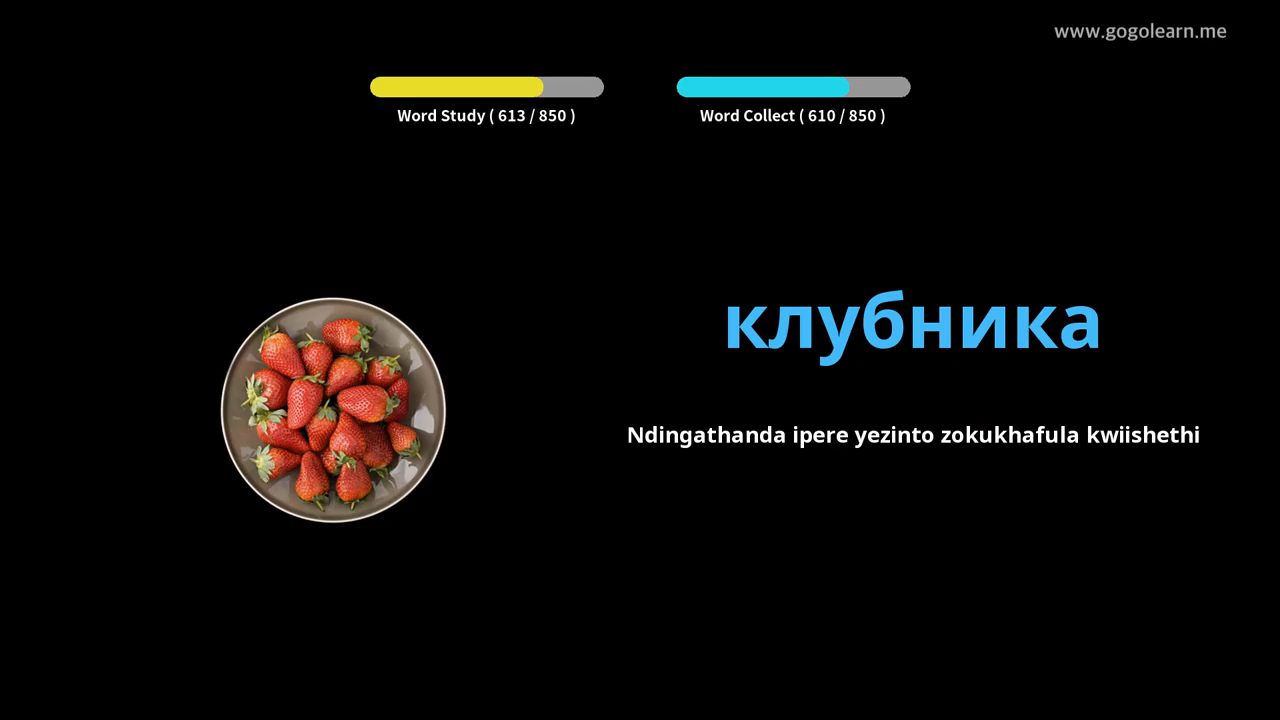 www.gogolearn.me
Word Study ( 613 / 850 )
Word Collect ( 610 / 850 )
клубника
Ndingathanda ipere yezinto zokukhafula kwiishethi